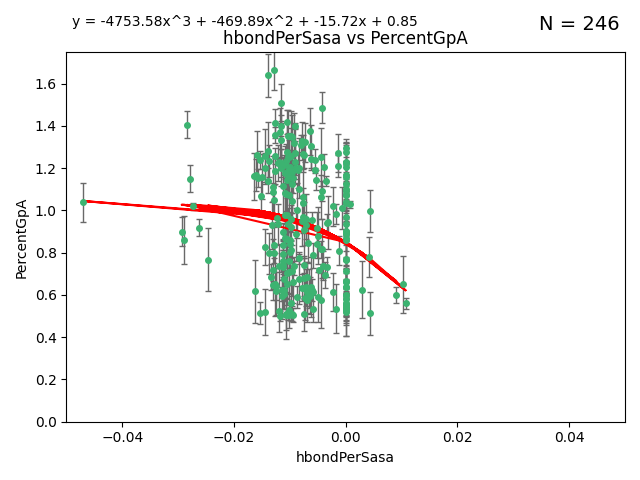 y = -4753.58x^3 + -469.89x^2 + -15.72x + 0.85
N = 246
hbondPerSasa vs PercentGpA
1.6
1.4
1.2
1.0
0.8
0.6
0.4
0.2
0.0
PercentGpA
−0.04
−0.02
0.00
0.02
0.04
hbondPerSasa